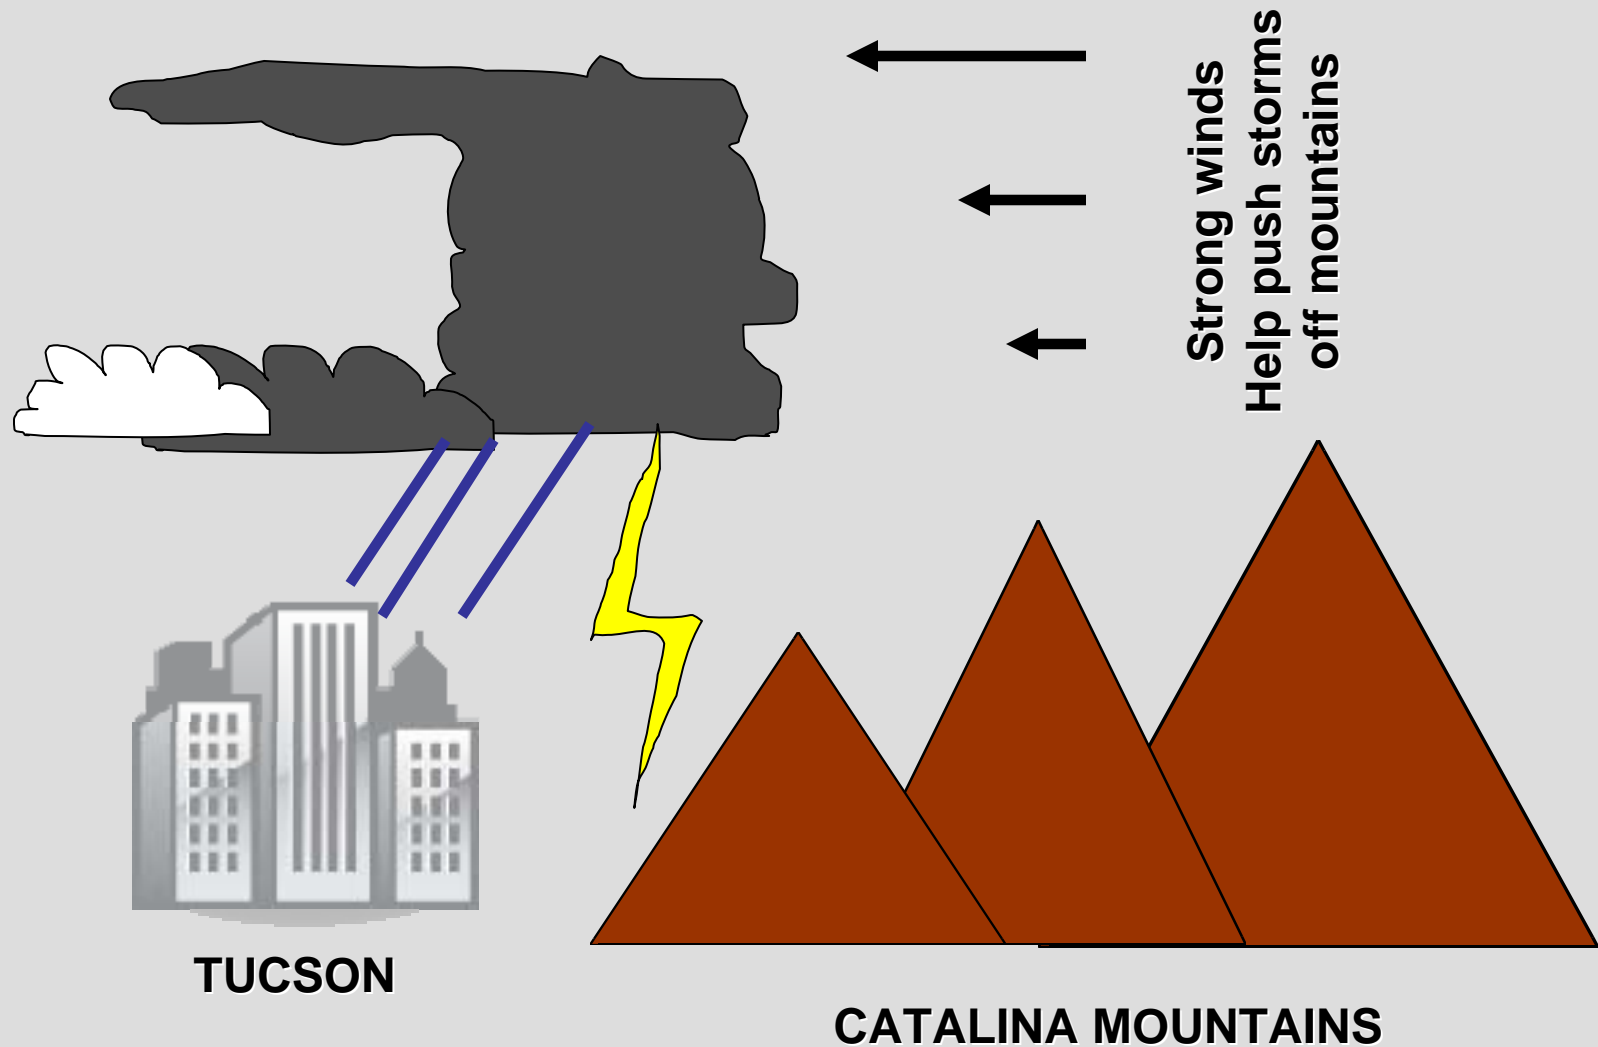 Strong winds
Help push storms
off mountains
TUCSON
CATALINA MOUNTAINS